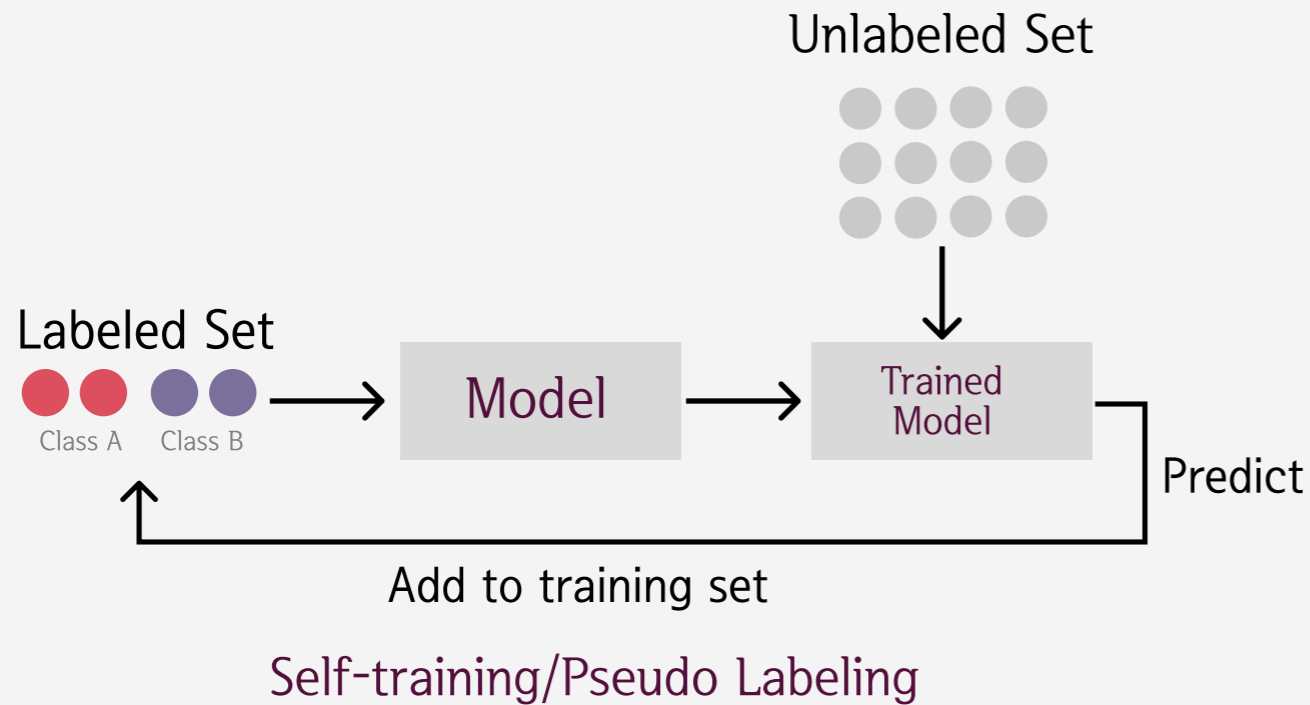 Unlabeled Set
Labeled Set
Class A
Class B
Model
Trained
Model
Predict
Add to training set
Self-training/Pseudo Labeling